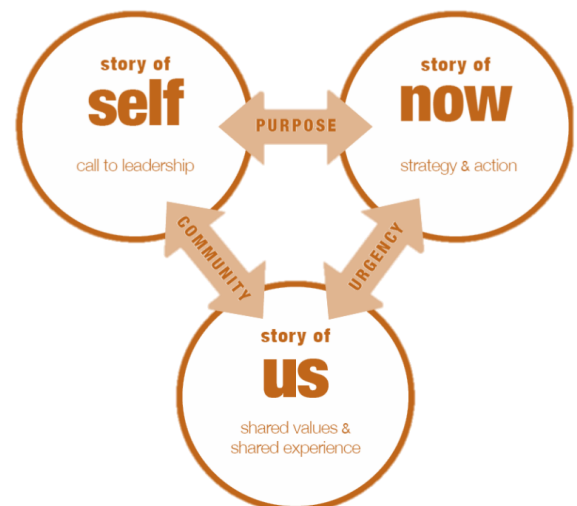 story of
self
call to leadership
PURPOSE
story of
now
strategy & action
COMMUNITY
URGENCY
story of
us
shared values &
shared experience